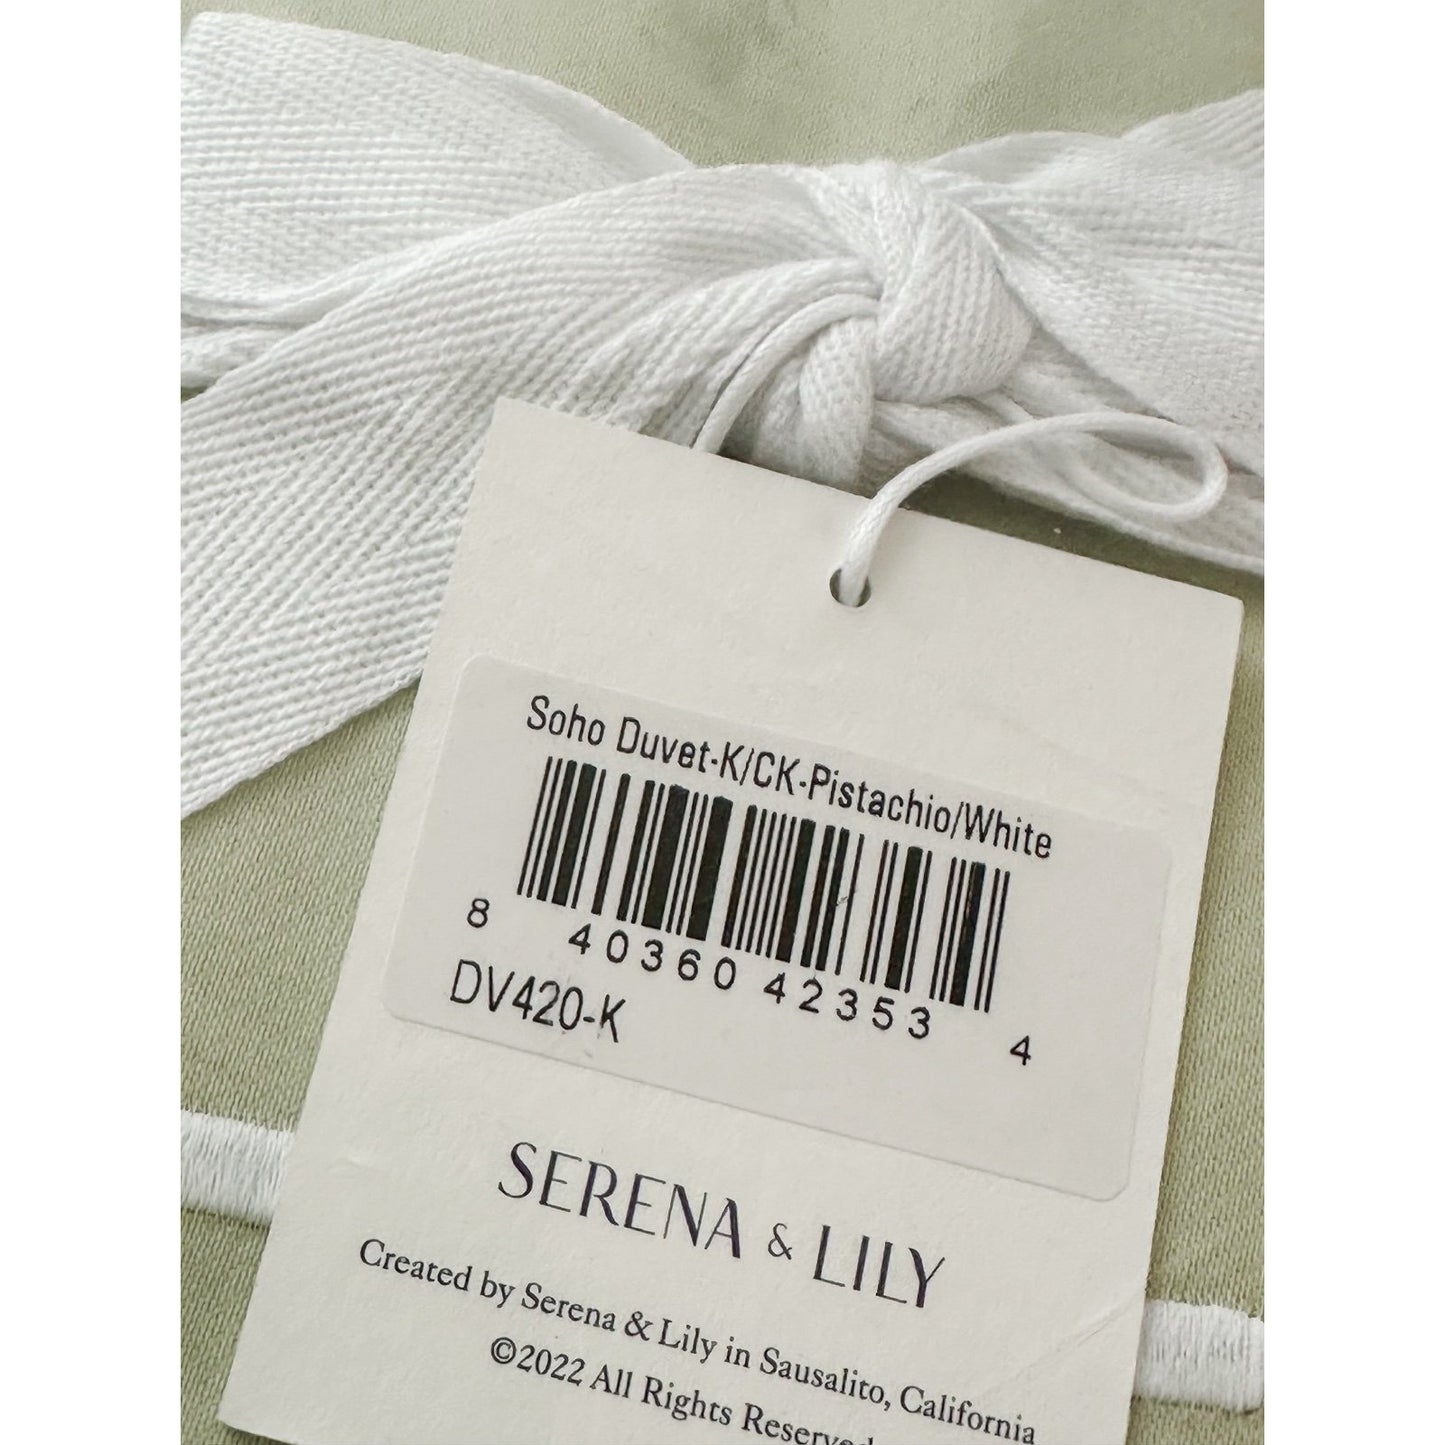 Soho Duvet-K/CK-Pistachio/White
8 40360 42353 4
DV420-K
SERENA & LILY
Created by Serena & Lily in Sausalito, California
©2022 All Rights Reserved